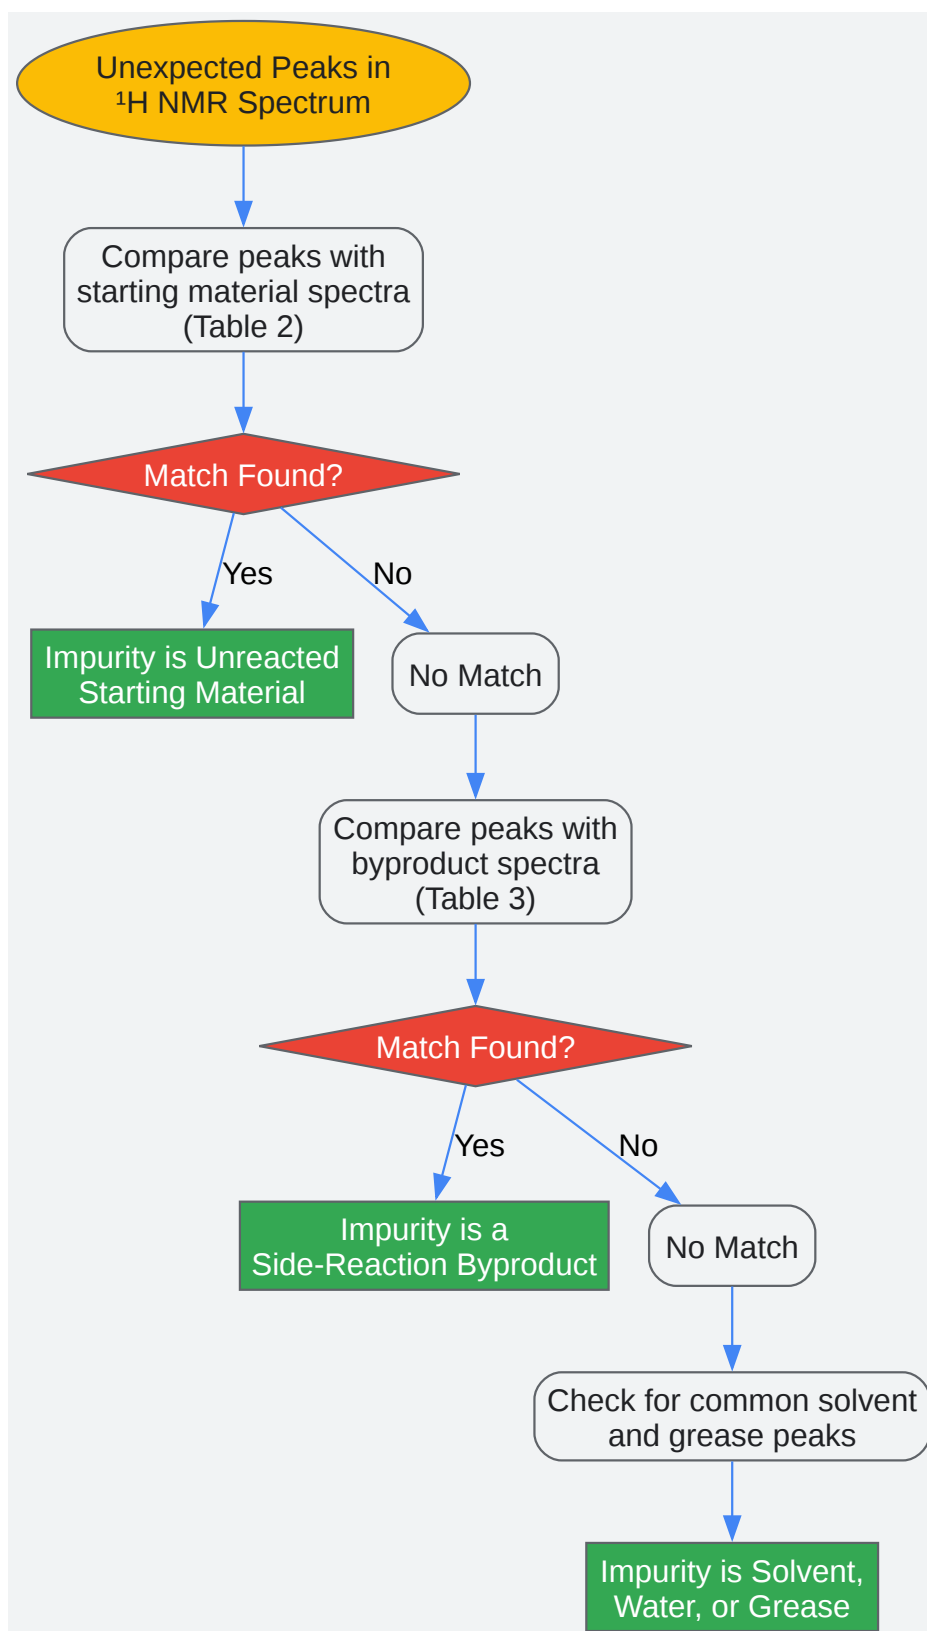 Unexpected Peaks in
¹H NMR Spectrum
Compare peaks with
starting material spectra
(Table 2)
Match Found?
Yes
No
Impurity is Unreacted
Starting Material
No Match
Compare peaks with
byproduct spectra
(Table 3)
Match Found?
Yes
No
Impurity is a
Side-Reaction Byproduct
No Match
Check for common solvent
and grease peaks
Impurity is Solvent,
Water, or Grease